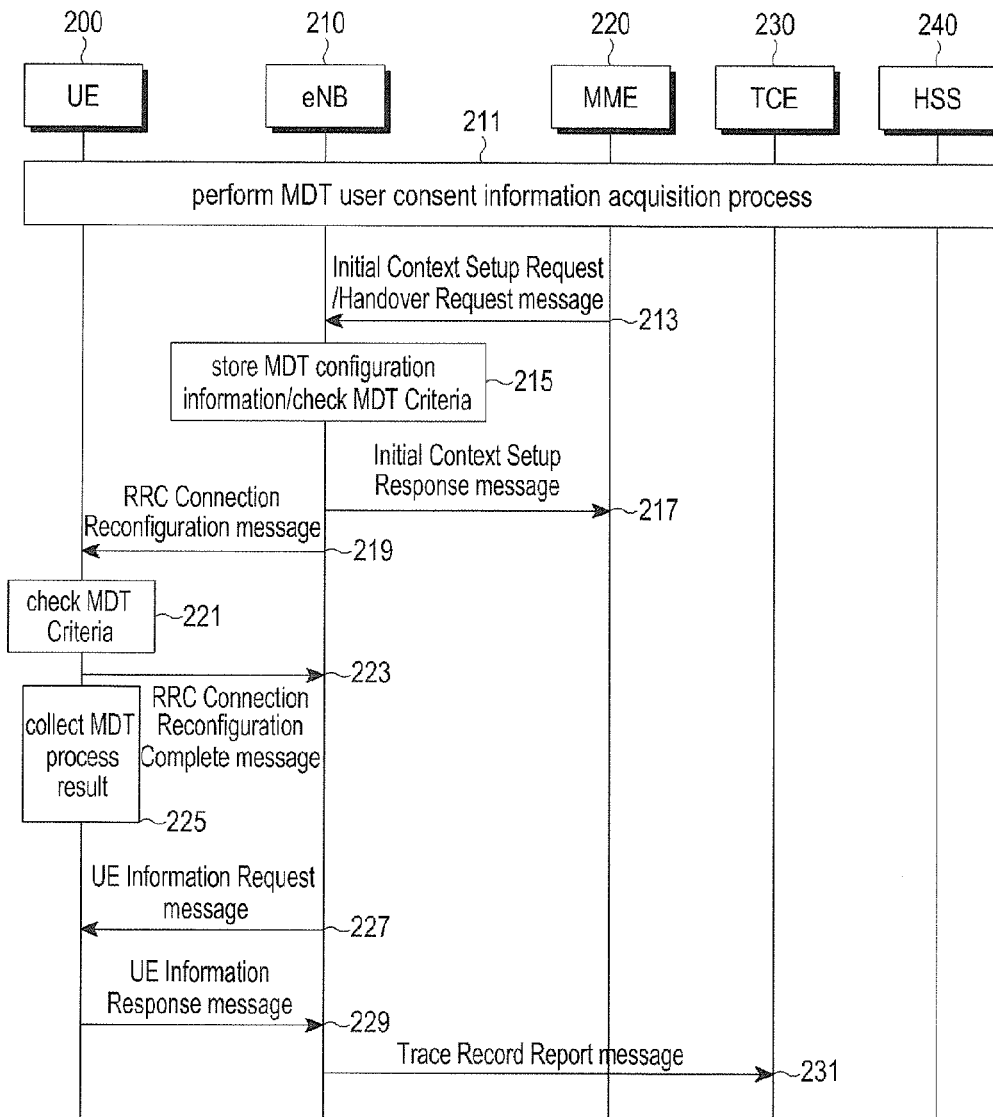 200
210
220
230
240
UE
eNB
MME
TCE
HSS
211
perform MDT user consent information acquisition process
Initial Context Setup Request
/Handover Request message
213
store MDT configuration
information/check MDT Criteria
215
Initial Context Setup
Response message
217
RRC Connection
Reconfiguration message
219
check MDT
Criteria
221
223
RRC Connection
Reconfiguration
Complete message
collect MDT
process
result
225
UE Information Request
message
227
UE Information
Response message
229
Trace Record Report message
231